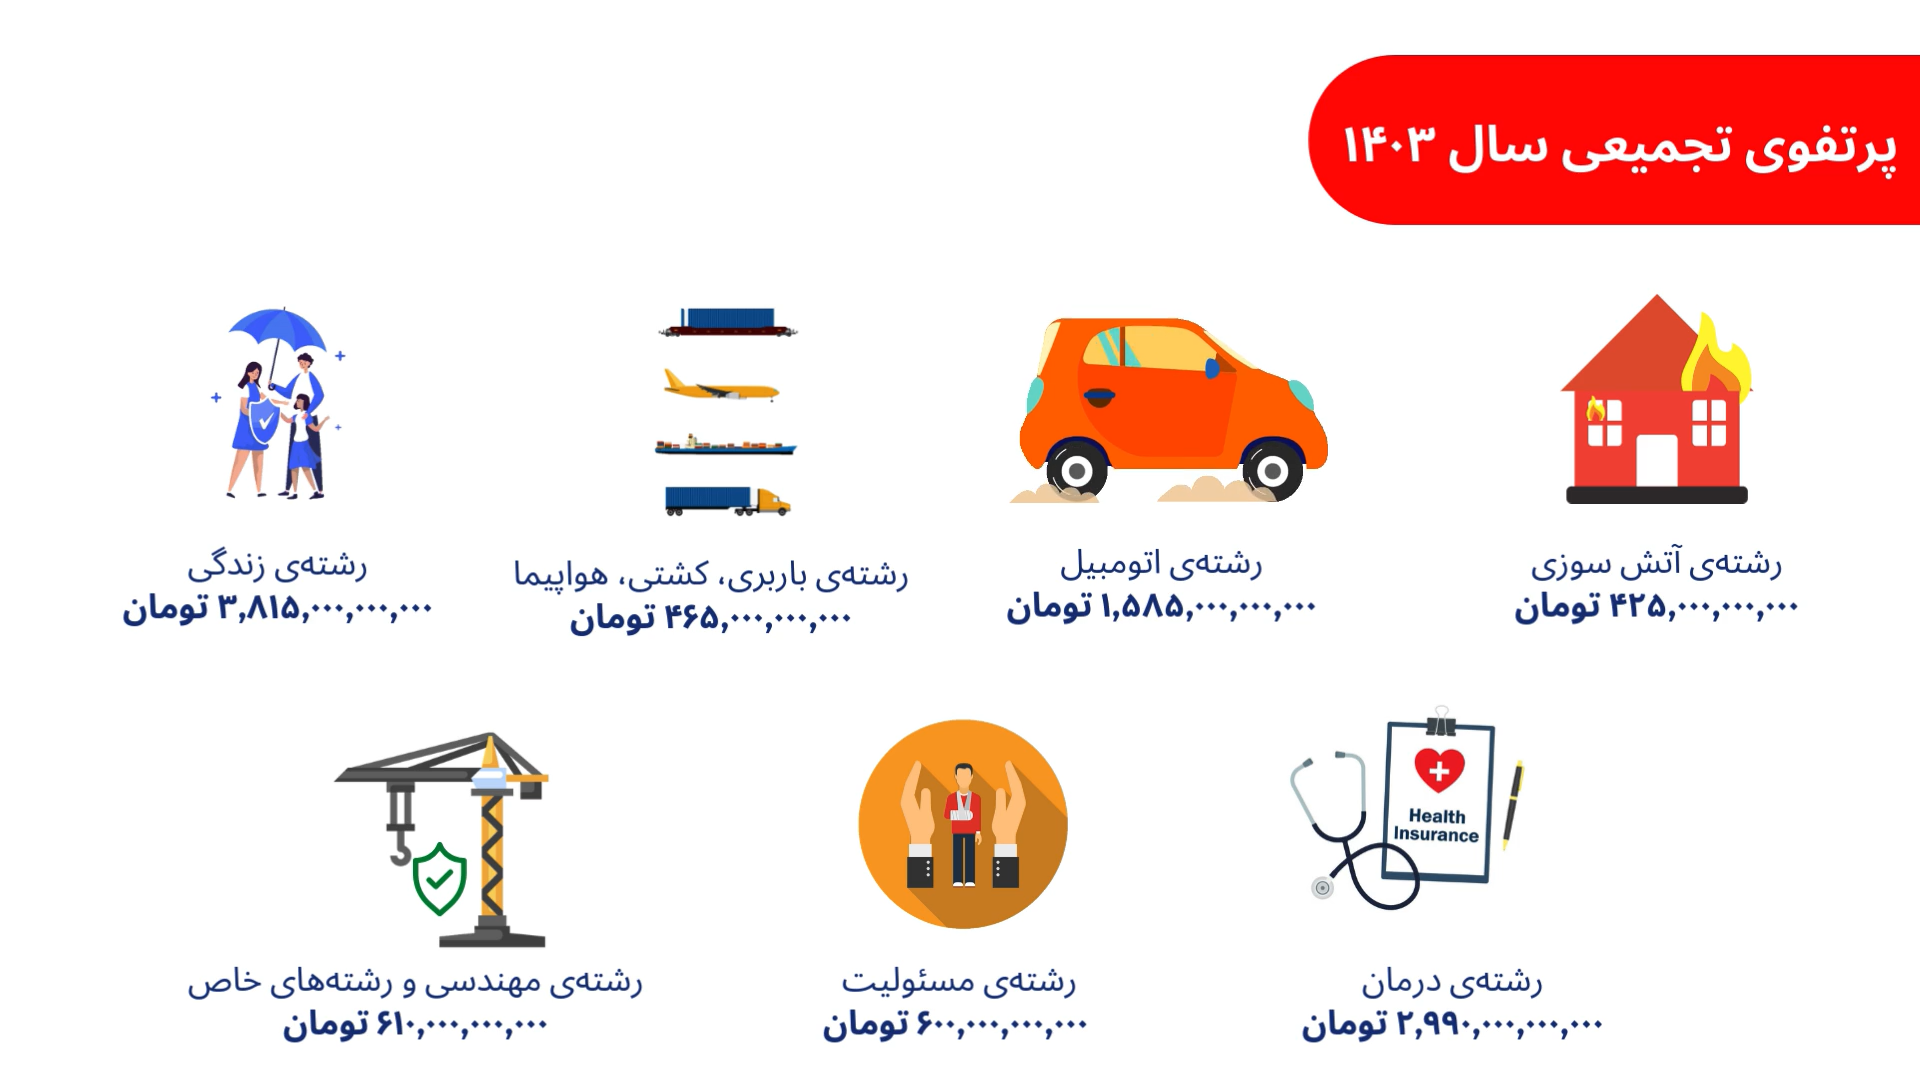 پرتفوی تجمیعی سال ۱۴۰۳
رشته‌ی آتش سوزی
۴۲۵,۰۰۰,۰۰۰,۰۰۰ تومان
رشته‌ی اتومبیل
۱,۵۸۵,۰۰۰,۰۰۰,۰۰۰ تومان
رشته‌ی باربری، کشتی، هواپیما
۴۶۵,۰۰۰,۰۰۰,۰۰۰ تومان
رشته‌ی زندگی
۳,۸۱۵,۰۰۰,۰۰۰,۰۰۰ تومان
Health
Insurance
رشته‌ی درمان
۲,۹۹۰,۰۰۰,۰۰۰,۰۰۰ تومان
رشته‌ی مسئولیت
۶۰۰,۰۰۰,۰۰۰,۰۰۰ تومان
رشته‌ی مهندسی و رشته‌های خاص
۶۱۰,۰۰۰,۰۰۰,۰۰۰ تومان